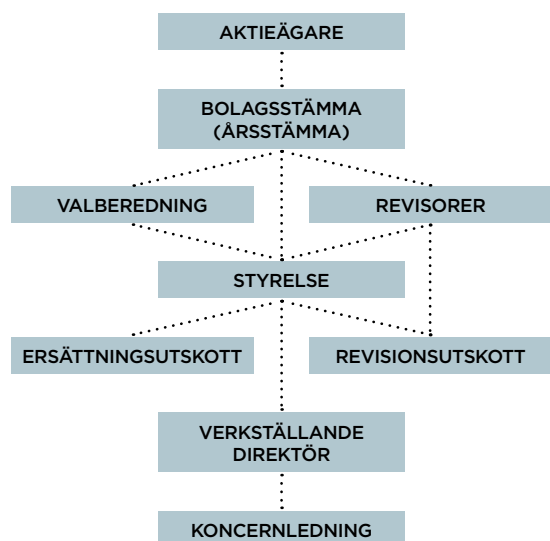 AKTIEÄGARE
BOLAGSSTÄMMA
(ÅRSSTÄMMA)
VALBEREDNING
REVISORER
STYRELSE
ERSÄTTNINGSUTSKOTT
REVISIONSUTSKOTT
VERKSTÄLLANDE
DIREKTÖR
KONCERNLEDNING